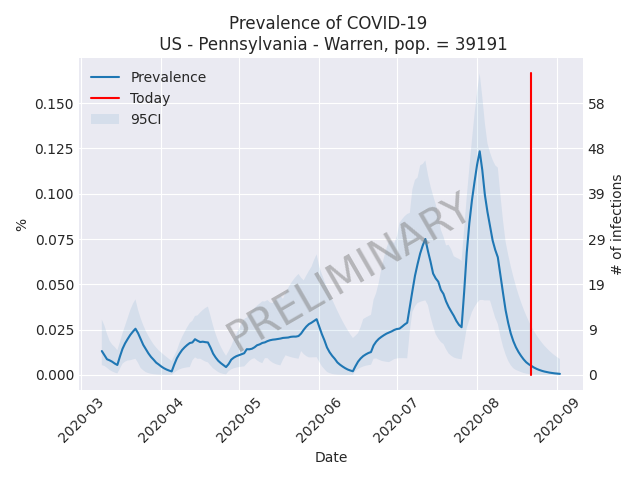 Prevalence of COVID-19
US - Pennsylvania - Warren, pop. = 39191
Prevalence
Today
95CI
PRELIMINARY
%
0.150
0.125
0.100
0.075
0.050
0.025
0.000
58
48
39
29
19
9
0
# of infections
2020-03
2020-04
2020-05
2020-06
2020-07
2020-08
2020-09
Date